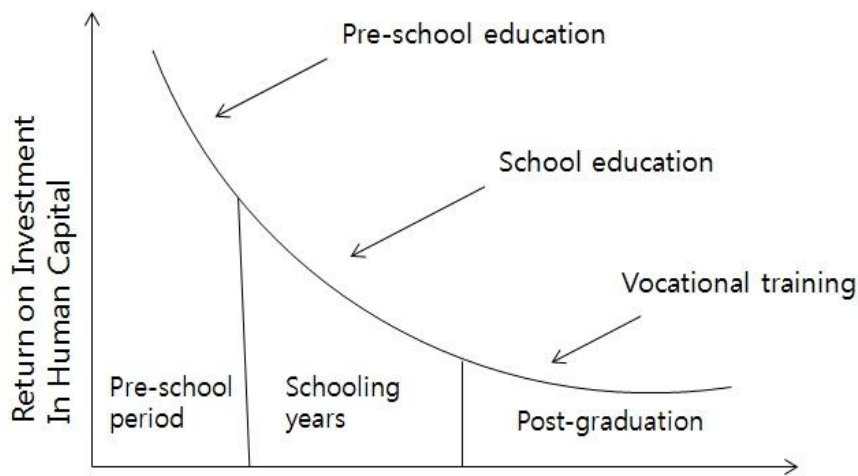 Pre-school education
School education
Vocational training
Return on Investment
In Human Capital
Pre-school
period
Schooling
years
Post-graduation